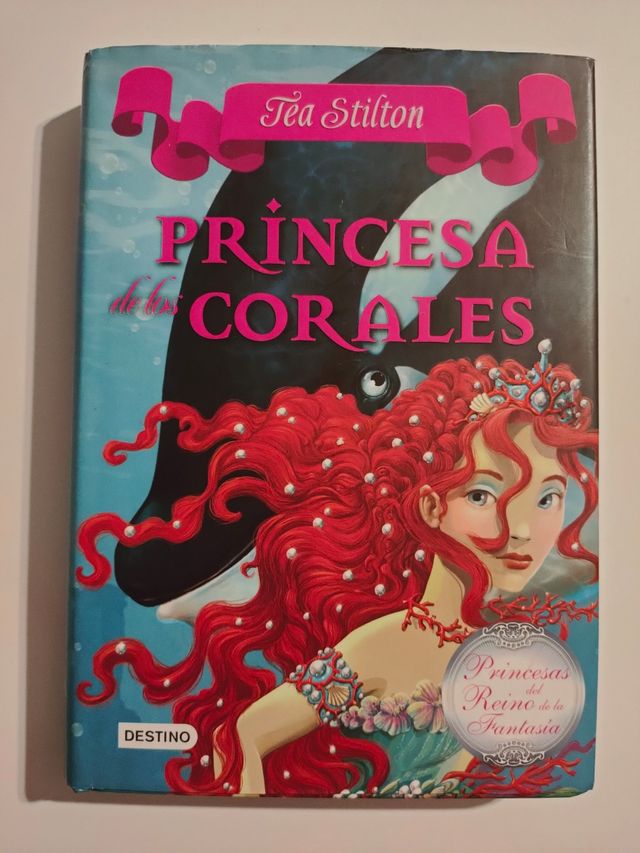 Tea Stilton
PRINCESA
de los CORALES
Princesas
del
Reino de la
Fantasía
DESTINO